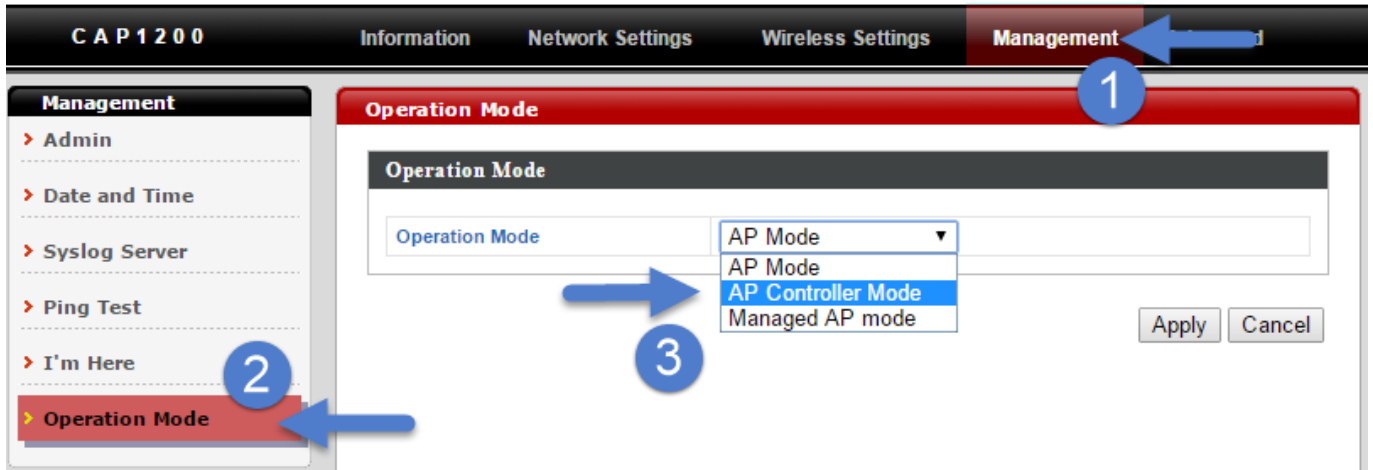 CAP1200
Information Network Settings Wireless Settings Management
1
Management
Admin
Date and Time
Syslog Server
Ping Test
I'm Here
2
Operation Mode
Operation Mode
Operation Mode
Operation Mode AP Mode
AP Mode
AP Controller Mode
Managed AP mode
3
Apply Cancel